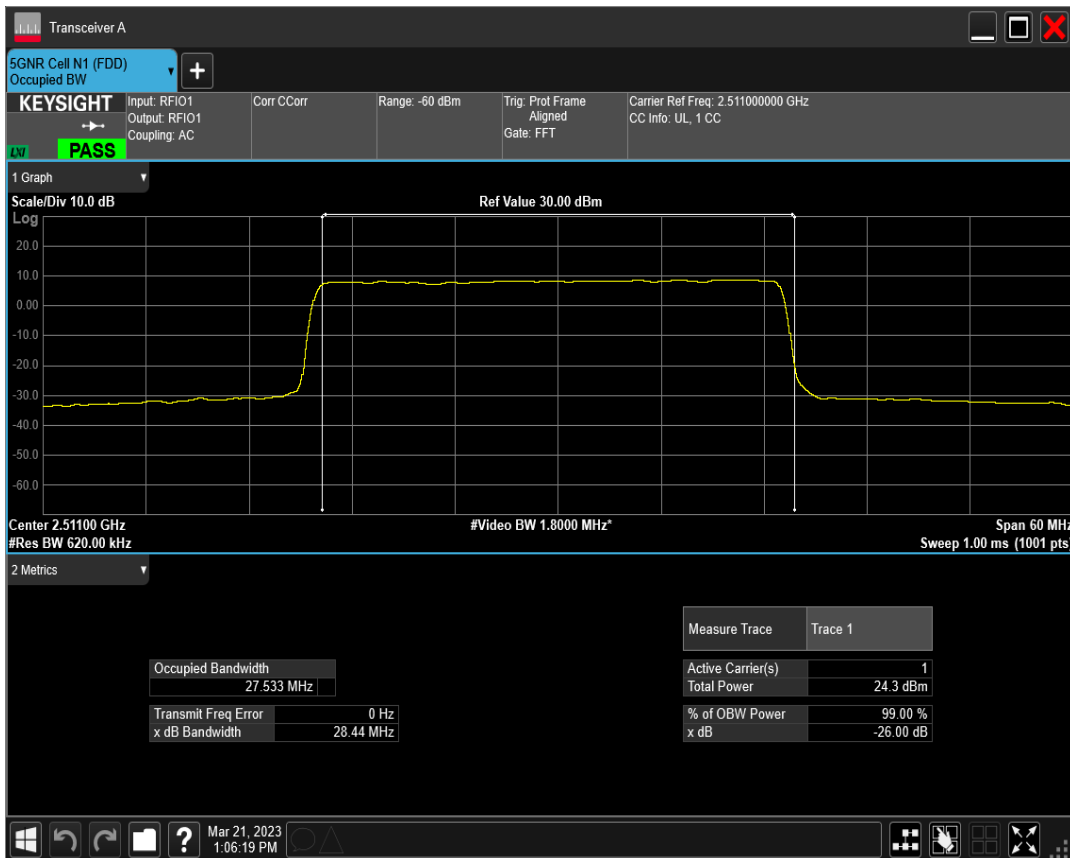 Transceiver A
5GNR Cell N1 (FDD)
Occupied BW
KEYSIGHT
LXI
PASS
Input: RFIO1
Output: RFIO1
Coupling: AC
Corr CCorr
Range: -60 dBm
Trig: Prot Frame
Aligned
Gate: FFT
Carrier Ref Freq: 2.511000000 GHz
CC Info: UL, 1 CC
1 Graph
Scale/Div 10.0 dB
Ref Value 30.00 dBm
Log
20.0
10.0
0.00
-10.0
-20.0
-30.0
-40.0
-50.0
-60.0
Center 2.51100 GHz
#Video BW 1.8000 MHz*
Span 60 MHz
#Res BW 620.00 kHz
Sweep 1.00 ms (1001 pts)
2 Metrics
Measure Trace Trace 1
Occupied Bandwidth
27.533 MHz
Active Carrier(s) 1
Total Power 24.3 dBm
Transmit Freq Error 0 Hz
x dB Bandwidth 28.44 MHz
% of OBW Power 99.00 %
x dB -26.00 dB
?
Mar 21, 2023
1:06:19 PM